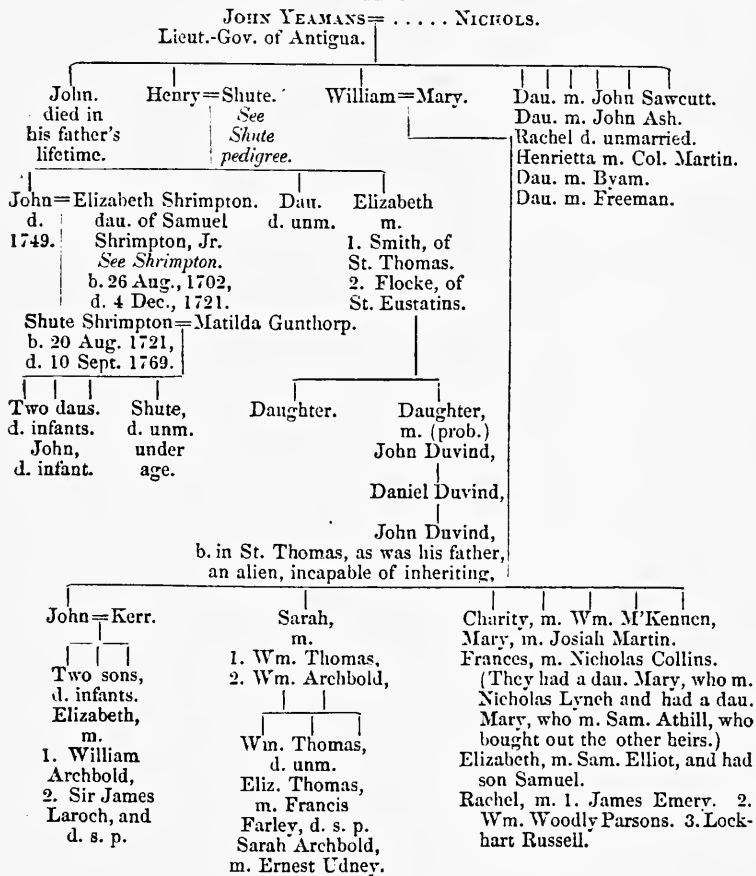 JOHN YEAMANS= . . . . . NICHOLS.
Lieut.-Gov. of Antigua.
John.
died in
his father's
lifetime.
Henry=Shute.
See
Shute
pedigree.
William=Mary.
Dau. m. John Sawcutt.
Dau. m. John Ash.
Rachel d. unmarried.
Henrietta m. Col. Martin.
Dau. m. Byam.
Dau. m. Freeman.
John=Elizabeth Shrimpton.
d. dau. of Samuel
1749. Shrimpton, Jr.
See Shrimpton.
b. 26 Aug., 1702,
d. 4 Dec., 1721.
Dau.
d. unm.
Elizabeth
m.
1. Smith, of
St. Thomas.
2. Flocke, of
St. Eustatins.
Shute Shrimpton=Matilda Gunthorp.
b. 20 Aug. 1721,
d. 10 Sept. 1769.
Two daus.
d. infants.
John,
d. infant.
Shute,
d. unm.
under
age.
Daughter.
Daughter,
m. (prob.)
John Duvind,
Daniel Duvind,
John Duvind,
b. in St. Thomas, as was his father,
an alien, incapable of inheriting,
John=Kerr.
Two sons,
d. infants.
Elizabeth,
m.
1. William
Archbold,
2. Sir James
Laroch, and
d. s. p.
Sarah,
m.
1. Wm. Thomas,
2. Wm. Archbold,
Wm. Thomas,
d. unm.
Eliz. Thomas,
m. Francis
Farley, d. s. p.
Sarah Archbold,
m. Ernest Udney.
Charity, m. Wm. M'Kennen,
Mary, m. Josiah Martin.
Frances, m. Nicholas Collins.
(They had a dau. Mary, who m.
Nicholas Lynch and had a dau.
Mary, who m. Sam. Athill, who
bought out the other heirs.)
Elizabeth, m. Sam. Elliot, and had
son Samuel.
Rachel, m. 1. James Emery. 2.
Wm. Woodly Parsons. 3. Lock-
hart Russell.